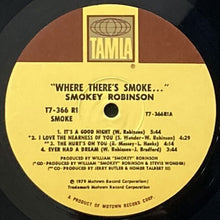 TAMLA
"WHERE THERE'S SMOKE..."
SMOKEY ROBINSON
T7-366 R1
SMOKE
T7-366R1A
1. IT'S A GOOD NIGHT (W. Robinson) 5:44
*2. I LOVE THE NEARNESS OF YOU (S. Wonder - W. Robinson) 4:29
**3. THE HURT'S ON YOU (A. Massey - L. Hanks) 4:44
4. EVER HAD A DREAM (W. Robinson - J. Bradford) 3:44
PRODUCED BY WILLIAM "SMOKEY" ROBINSON
*CO-PRODUCED BY WILLIAM "SMOKEY" ROBINSON & STEVIE WONDER
**CO-PRODUCED BY JERRY BUTLER & HOMER TALBERT III
℗ 1979 Motown Record Corporation
Trademark Motown Record Corporation
A PRODUCT OF MOTOWN RECORD CORP.